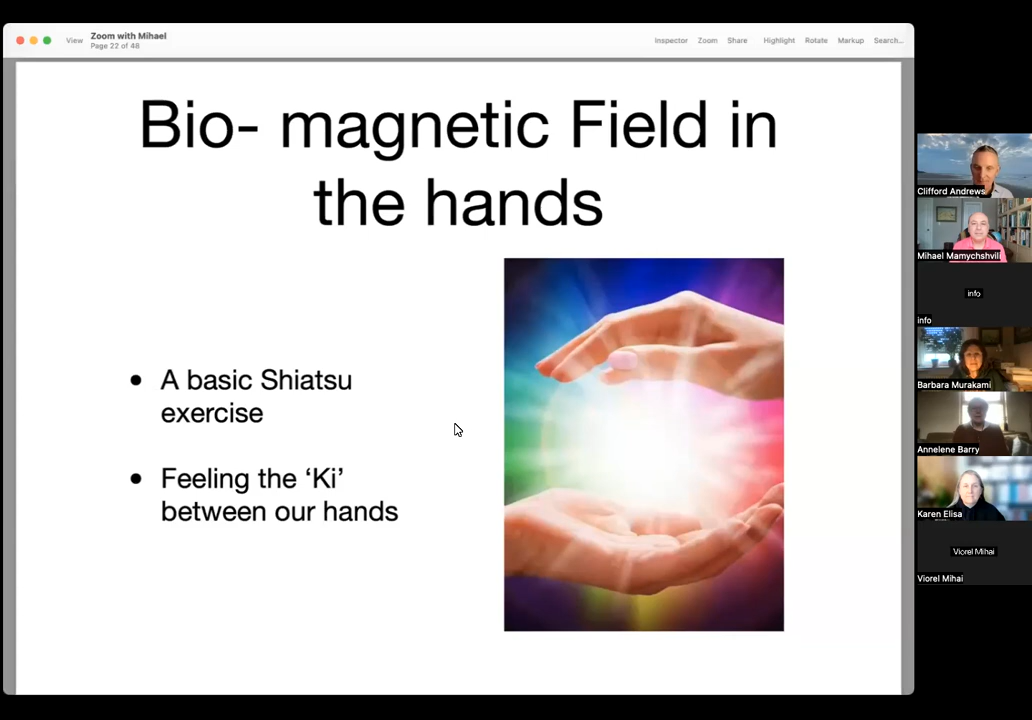 View
Zoom with Mihael
Page 22 of 48
Inspector
Zoom
Share
Highlight
Rotate
Markup
Search...
Bio- magnetic Field in
the hands
• A basic Shiatsu
exercise
• Feeling the ‘Ki’
between our hands
Clifford Andrews
Mihael Mamychshvili
info
info
Barbara Murakami
Annelene Barry
Karen Elisa
Viorel Mihai
Viorel Mihai